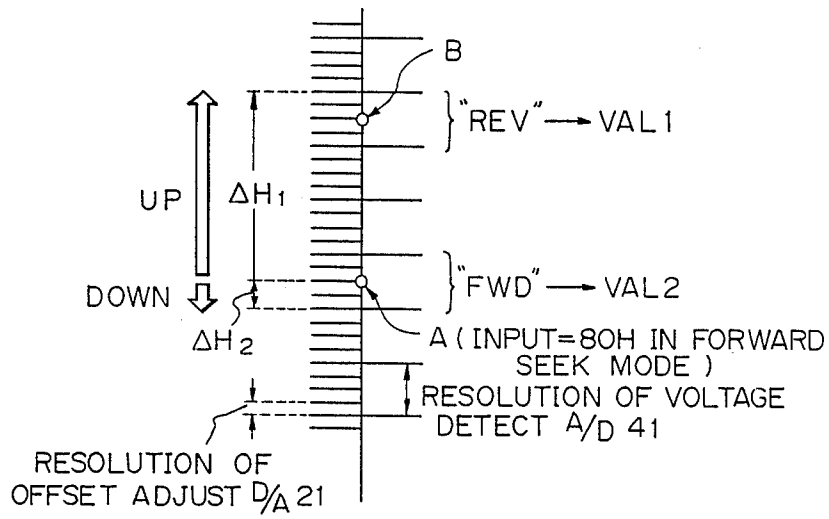 B
"REV" → VAL1
UP
ΔH1
"FWD" → VAL2
DOWN
ΔH2
A ( INPUT=80H IN FORWARD
SEEK MODE )
RESOLUTION OF VOLTAGE
DETECT A/D 41
RESOLUTION OF
OFFSET ADJUST D/A 21